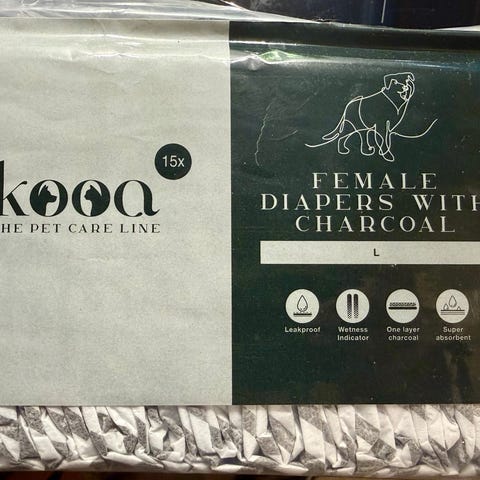 kooa
15x
HE PET CARE LINE
FEMALE
DIAPERS WITH
CHARCOAL
L
Leakproof
Wetness
Indicator
One layer
charcoal
Super
absorbent